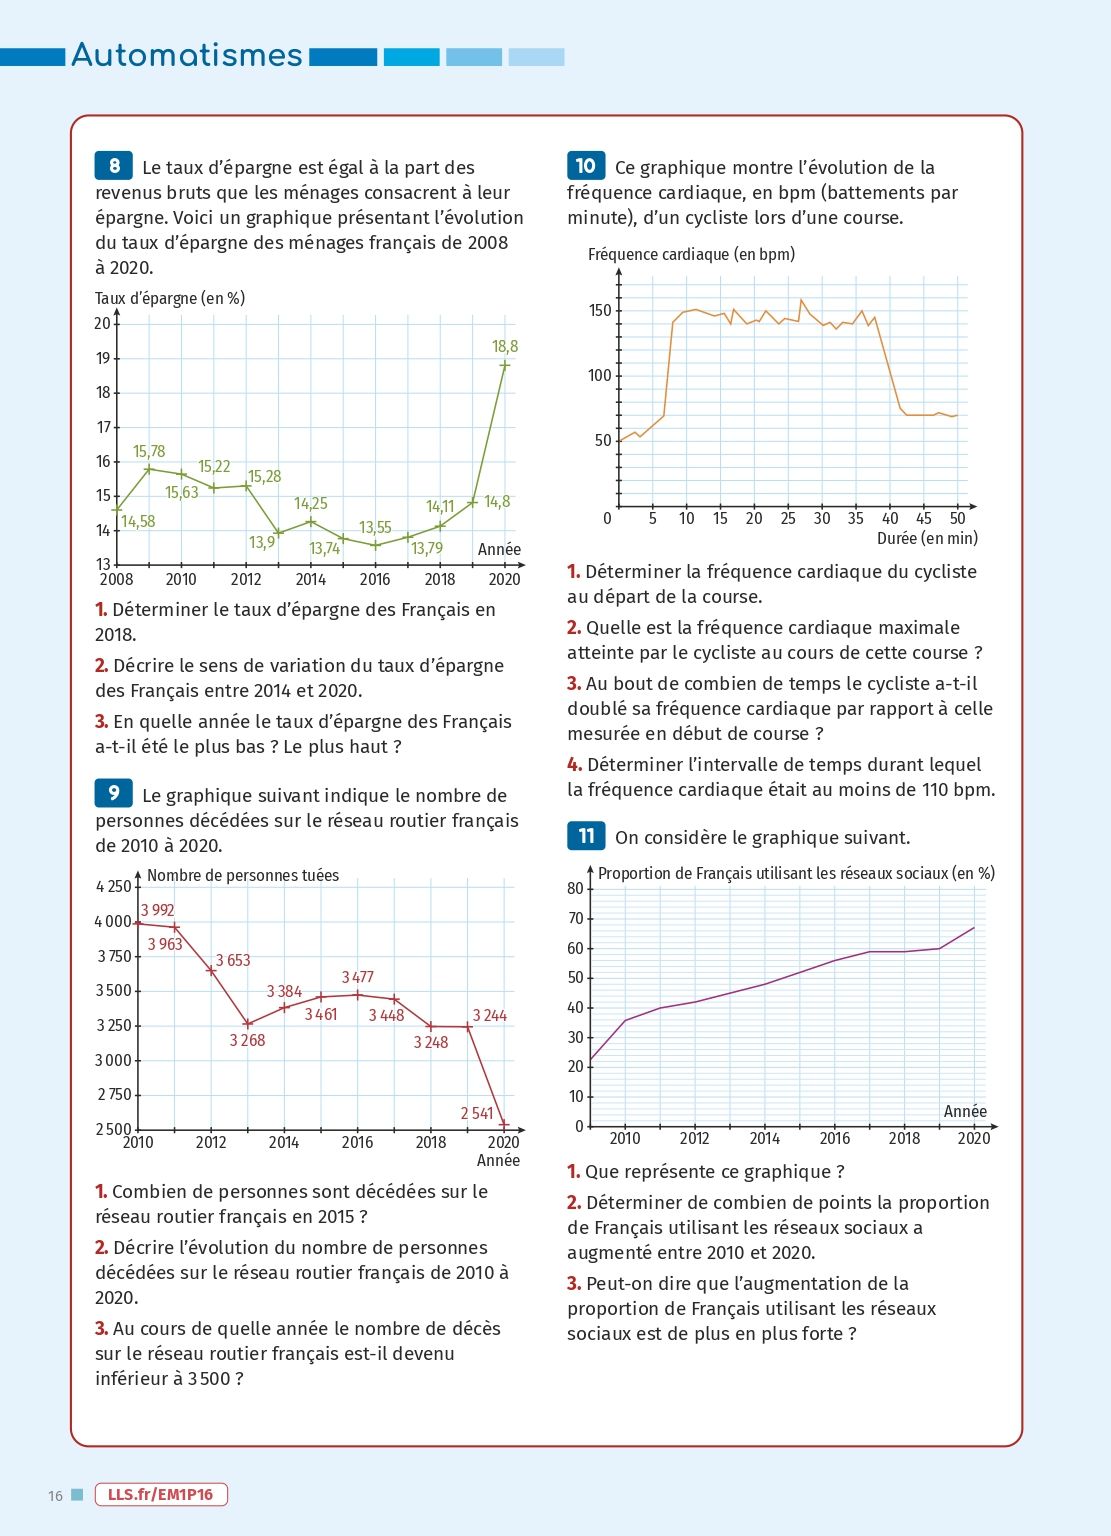 Automatismes
8 Le taux d'épargne est égal à la part des
revenus bruts que les ménages consacrent à leur
épargne. Voici un graphique présentant l'évolution
du taux d'épargne des ménages français de 2008
à 2020.
Taux d'épargne (en %)
20
19
18
17
16
15
14
13
18,8
15,78
15,63
15,22
15,28
14,58
13,9
14,25
13,74
13,55
13,79
14,11
14,8
Année
2008 2010 2012 2014 2016 2018 2020
1. Déterminer le taux d'épargne des Français en
2018.
2. Décrire le sens de variation du taux d'épargne
des Français entre 2014 et 2020.
3. En quelle année le taux d'épargne des Français
a-t-il été le plus bas ? Le plus haut ?
9 Le graphique suivant indique le nombre de
personnes décédées sur le réseau routier français
de 2010 à 2020.
Nombre de personnes tuées
4 250
4 000
3 750
3 500
3 250
3 000
2 750
2 500
3 992
3 963
3 653
3 268
3 384
3 461
3 477
3 448
3 248
3 244
2 541
2010 2012 2014 2016 2018 2020
Année
1. Combien de personnes sont décédées sur le
réseau routier français en 2015 ?
2. Décrire l'évolution du nombre de personnes
décédées sur le réseau routier français de 2010 à
2020.
3. Au cours de quelle année le nombre de décès
sur le réseau routier français est-il devenu
inférieur à 3 500 ?
10 Ce graphique montre l'évolution de la
fréquence cardiaque, en bpm (battements par
minute), d'un cycliste lors d'une course.
Fréquence cardiaque (en bpm)
150
100
50
0 5 10 15 20 25 30 35 40 45 50
Durée (en min)
1. Déterminer la fréquence cardiaque du cycliste
au départ de la course.
2. Quelle est la fréquence cardiaque maximale
atteinte par le cycliste au cours de cette course ?
3. Au bout de combien de temps le cycliste a-t-il
doublé sa fréquence cardiaque par rapport à celle
mesurée en début de course ?
4. Déterminer l'intervalle de temps durant lequel
la fréquence cardiaque était au moins de 110 bpm.
11 On considère le graphique suivant.
Proportion de Français utilisant les réseaux sociaux (en %)
80
70
60
50
40
30
20
10
0
Année
2010 2012 2014 2016 2018 2020
1. Que représente ce graphique ?
2. Déterminer de combien de points la proportion
de Français utilisant les réseaux sociaux a
augmenté entre 2010 et 2020.
3. Peut-on dire que l'augmentation de la
proportion de Français utilisant les réseaux
sociaux est de plus en plus forte ?
16 LLS.fr/EM1P16